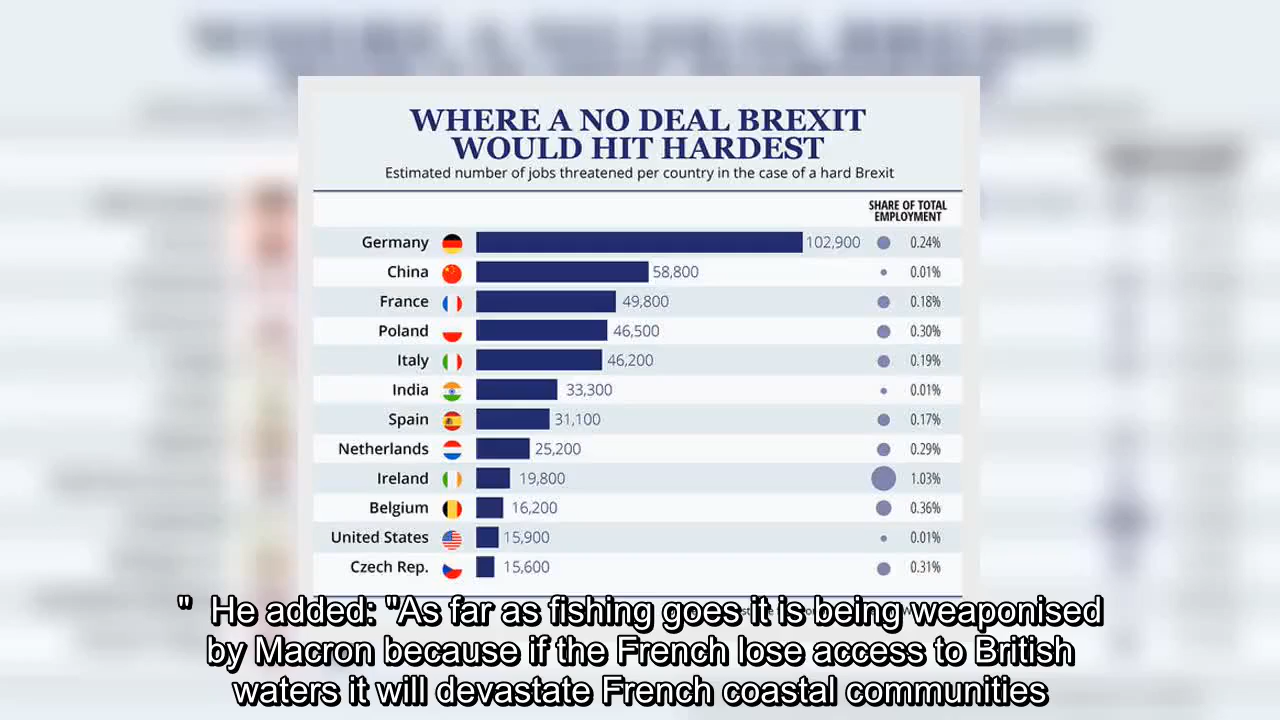 WHERE A NO DEAL BREXIT
WOULD HIT HARDEST
Estimated number of jobs threatened per country in the case of a hard Brexit
SHARE OF TOTAL
EMPLOYMENT
Germany 102,900 0.24%
China 58,800 0.01%
France 49,800 0.18%
Poland 46,500 0.30%
Italy 46,200 0.19%
India 33,300 0.01%
Spain 31,100 0.17%
Netherlands 25,200 0.29%
Ireland 19,800 1.03%
Belgium 16,200 0.36%
United States 15,900 0.01%
Czech Rep. 15,600 0.31%
" He added: "As far as fishing goes it is being weaponised
by Macron because if the French lose access to British
waters it will devastate French coastal communities